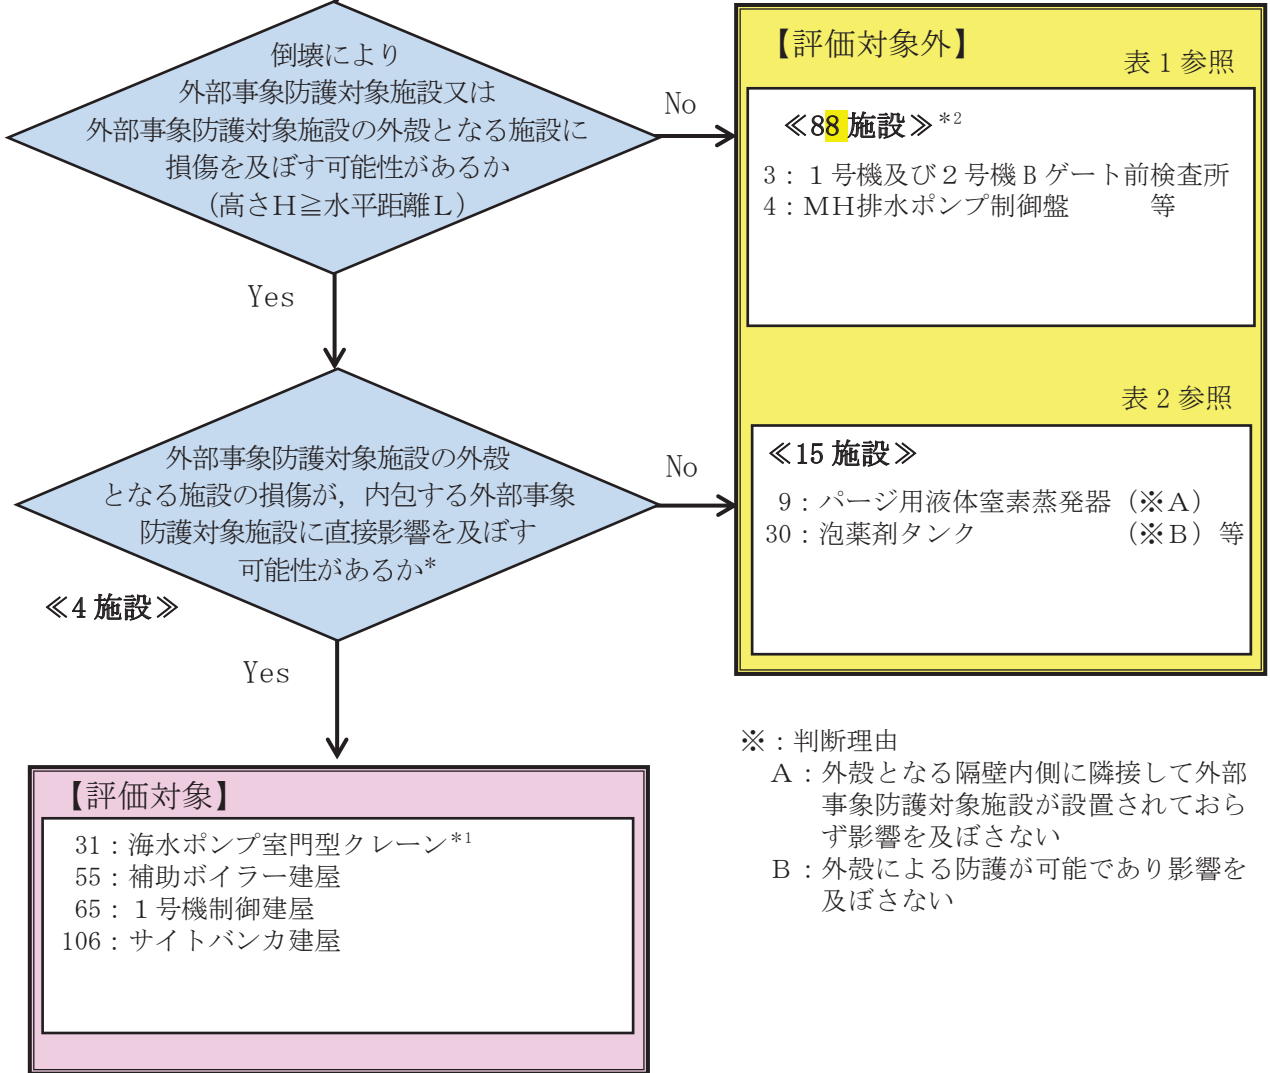 倒壊により
外部事象防護対象施設又は
外部事象防護対象施設の外殻となる施設に
損傷を及ぼす可能性があるか
（高さＨ≧水平距離Ｌ）
No
Yes
【評価対象外】
表 1 参照
≪88 施設≫*2
3：１号機及び２号機 B ゲート前検査所
4：ＭＨ排水ポンプ制御盤　　　等
外部事象防護対象施設の外殻
となる施設の損傷が，内包する外部事象
防護対象施設に直接影響を及ぼす
可能性があるか*
≪4 施設≫
No
Yes
表 2 参照
≪15 施設≫
9：パージ用液体窒素蒸発器（※Ａ）
30：泡薬剤タンク　　　　　　（※Ｂ）等
【評価対象】
31：海水ポンプ室門型クレーン*1
55：補助ボイラー建屋
65：１号機制御建屋
106：サイトバンカ建屋
※：判断理由
Ａ：外殻となる隔壁内側に隣接して外部
事象防護対象施設が設置されておら
ず影響を及ぼさない
Ｂ：外殻による防護が可能であり影響を
及ぼさない